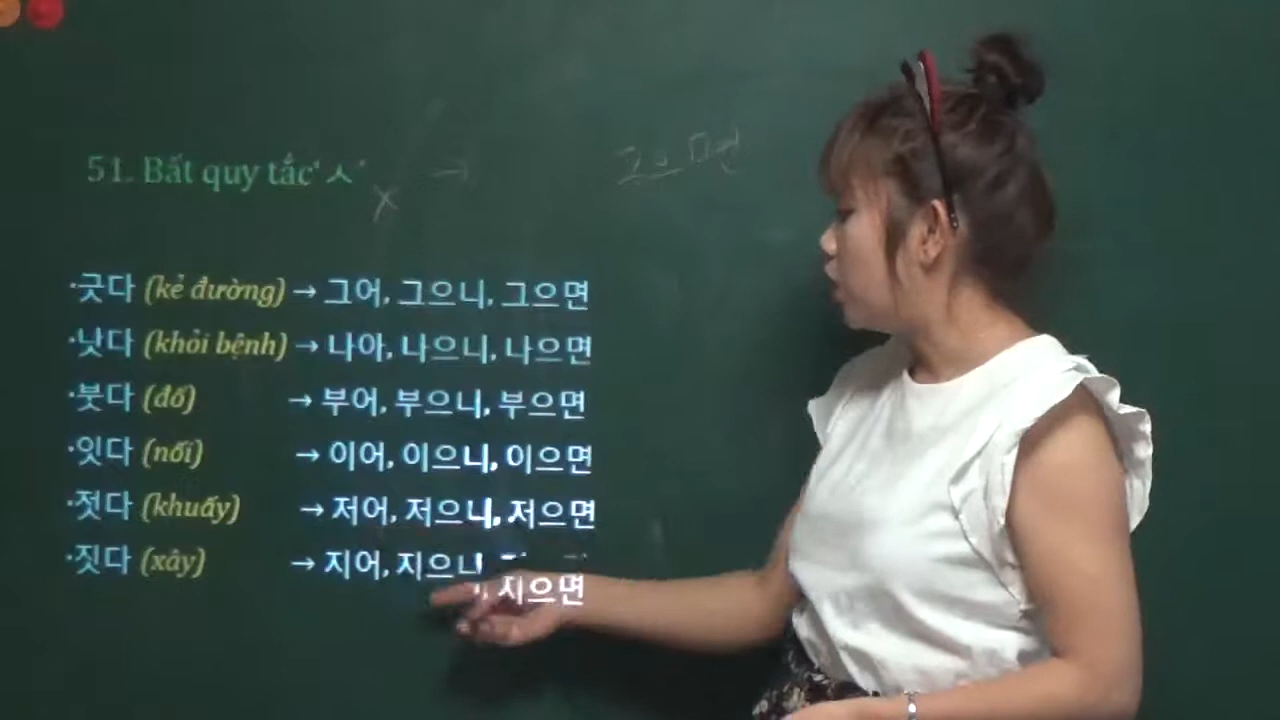 51. Bất quy tắc 'ㅅ'
·긋다 (kẻ đường) → 그어, 그으니, 그으면
·낫다 (khỏi bệnh) → 나아, 나으니, 나으면
·붓다 (đổ) → 부어, 부으니, 부으면
·잇다 (nối) → 이어, 이으니, 이으면
·젓다 (khuấy) → 저어, 저으니, 저으면
·짓다 (xây) → 지어, 지으니, 지으면